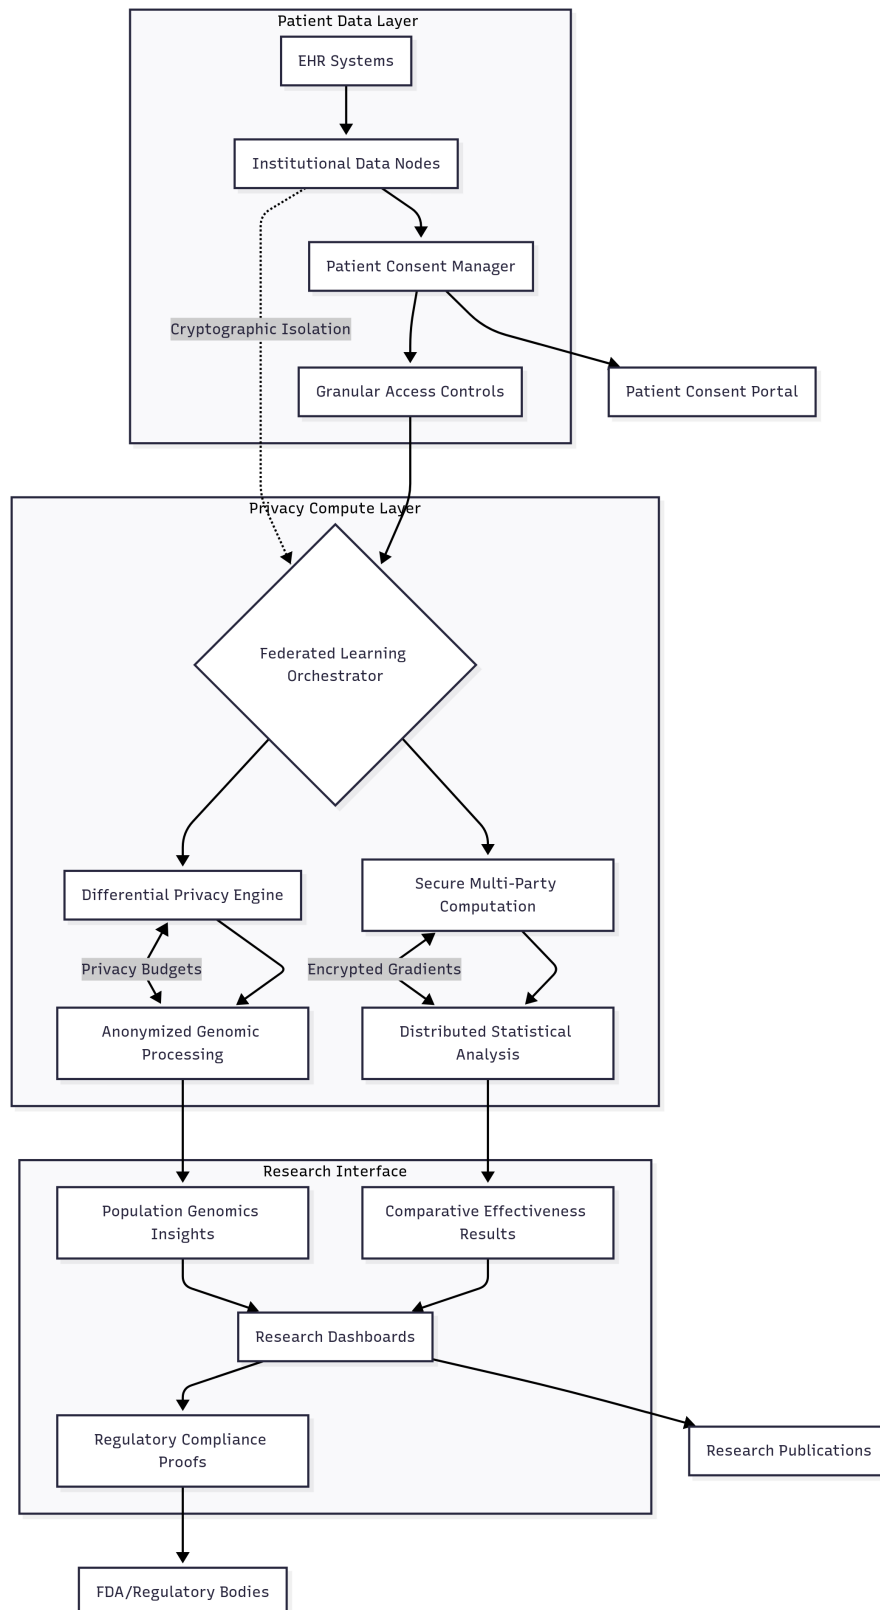 Patient Data Layer
EHR Systems
Institutional Data Nodes
Patient Consent Manager
Cryptographic Isolation
Granular Access Controls
Patient Consent Portal
Privacy Compute Layer
Federated Learning
Orchestrator
Differential Privacy Engine
Secure Multi-Party
Computation
Privacy Budgets
Encrypted Gradients
Anonymized Genomic
Processing
Distributed Statistical
Analysis
Research Interface
Population Genomics
Insights
Comparative Effectiveness
Results
Research Dashboards
Regulatory Compliance
Proofs
Research Publications
FDA/Regulatory Bodies